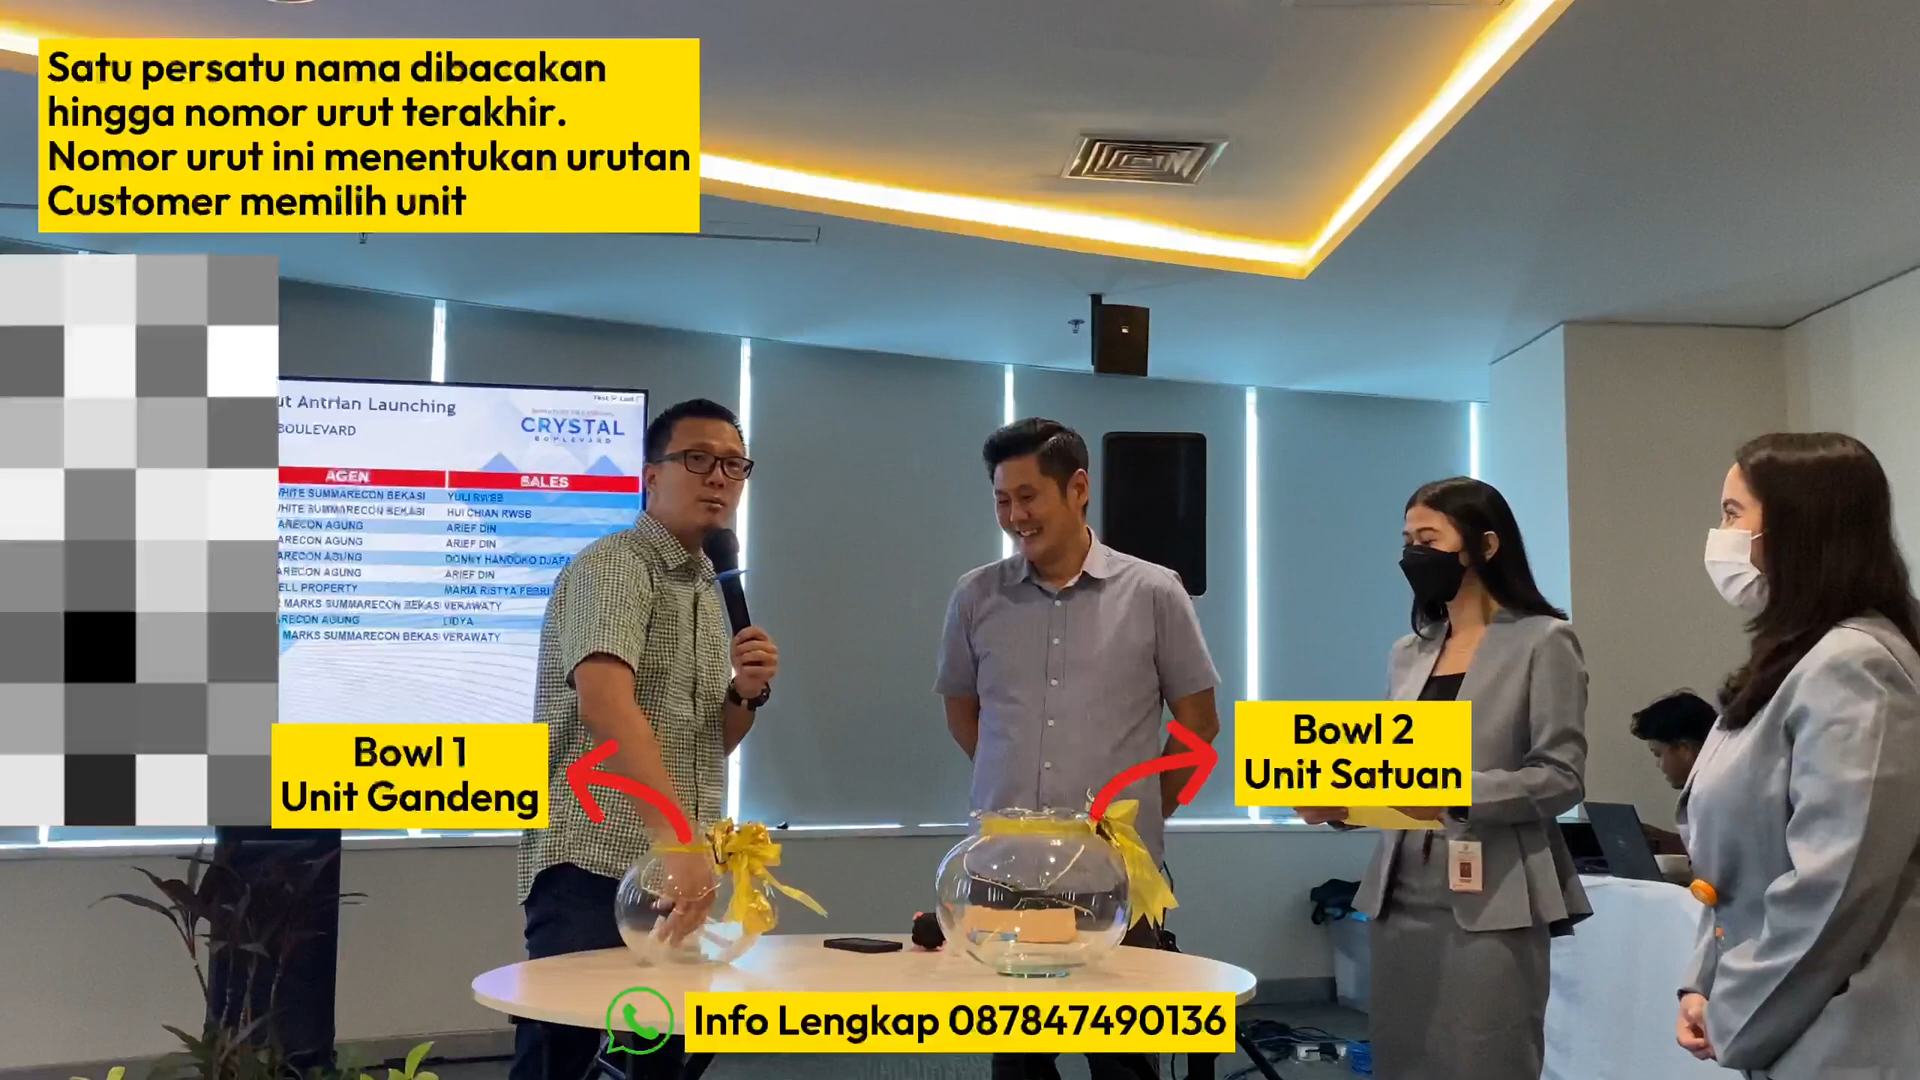 Satu persatu nama dibacakan
hingga nomor urut terakhir.
Nomor urut ini menentukan urutan
Customer memilih unit
ut Antrian Launching
BOULEVARD
CRYSTAL
BOULEVARD
AGEN SALES
WHITE SUMMARECON BEKASI YULI RWSB
WHITE SUMMARECON BEKASI HUI CHIAN RWSB
ARECON AGUNG ARIEF DIN
ARECON AGUNG ARIEF DIN
ARECON AGUNG DONNY HANDOKO DJAFA
ARECON AGUNG ARIEF DIN
ELL PROPERTY MARIA RISTYA FEBRI
MARKS SUMMARECON BEKASI VERAWATY
ARECON AGUNG LIDYA
MARKS SUMMARECON BEKASI VERAWATY
Bowl 1
Unit Gandeng
Bowl 2
Unit Satuan
Info Lengkap 087847490136